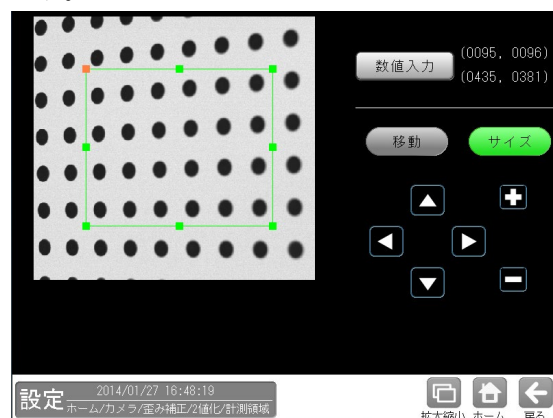 数値入力
(0095, 0096)
(0435, 0381)
移動
サイズ
設定
2014/01/27 16:48:19
ホーム/カメラ/歪み補正/2値化/計測領域
拡大縮小
ホーム
戻る